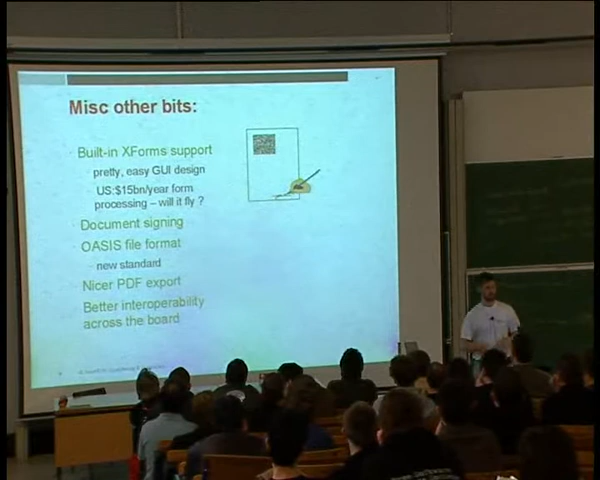 Misc other bits:
Built-in XForms support
pretty, easy GUI design
US:$15bn/year form
processing – will it fly ?
Document signing
OASIS file format
new standard
Nicer PDF export
Better interoperability
across the board